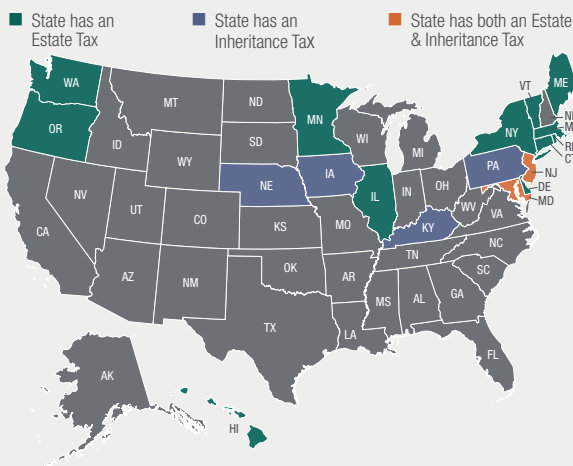 State has an
Estate Tax
State has an
Inheritance Tax
State has both an Estate
& Inheritance Tax
WA
MT
ND
MN
VT
ME
OR
ID
SD
WI
MI
NY
WY
NE
IA
PA
NJ
NV
UT
CO
IL
IN
OH
DE
MD
CA
KS
MO
KY
WV
VA
AZ
NM
OK
AR
TN
NC
SC
TX
LA
MS
AL
GA
FL
AK
HI